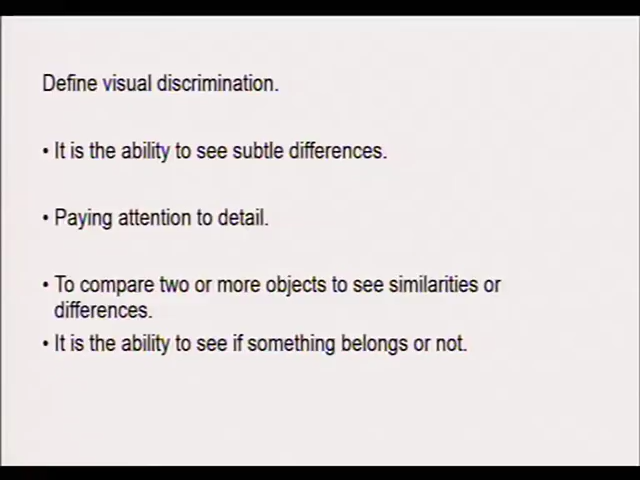 Define visual discrimination.
• It is the ability to see subtle differences.
• Paying attention to detail.
• To compare two or more objects to see similarities or
differences.
• It is the ability to see if something belongs or not.